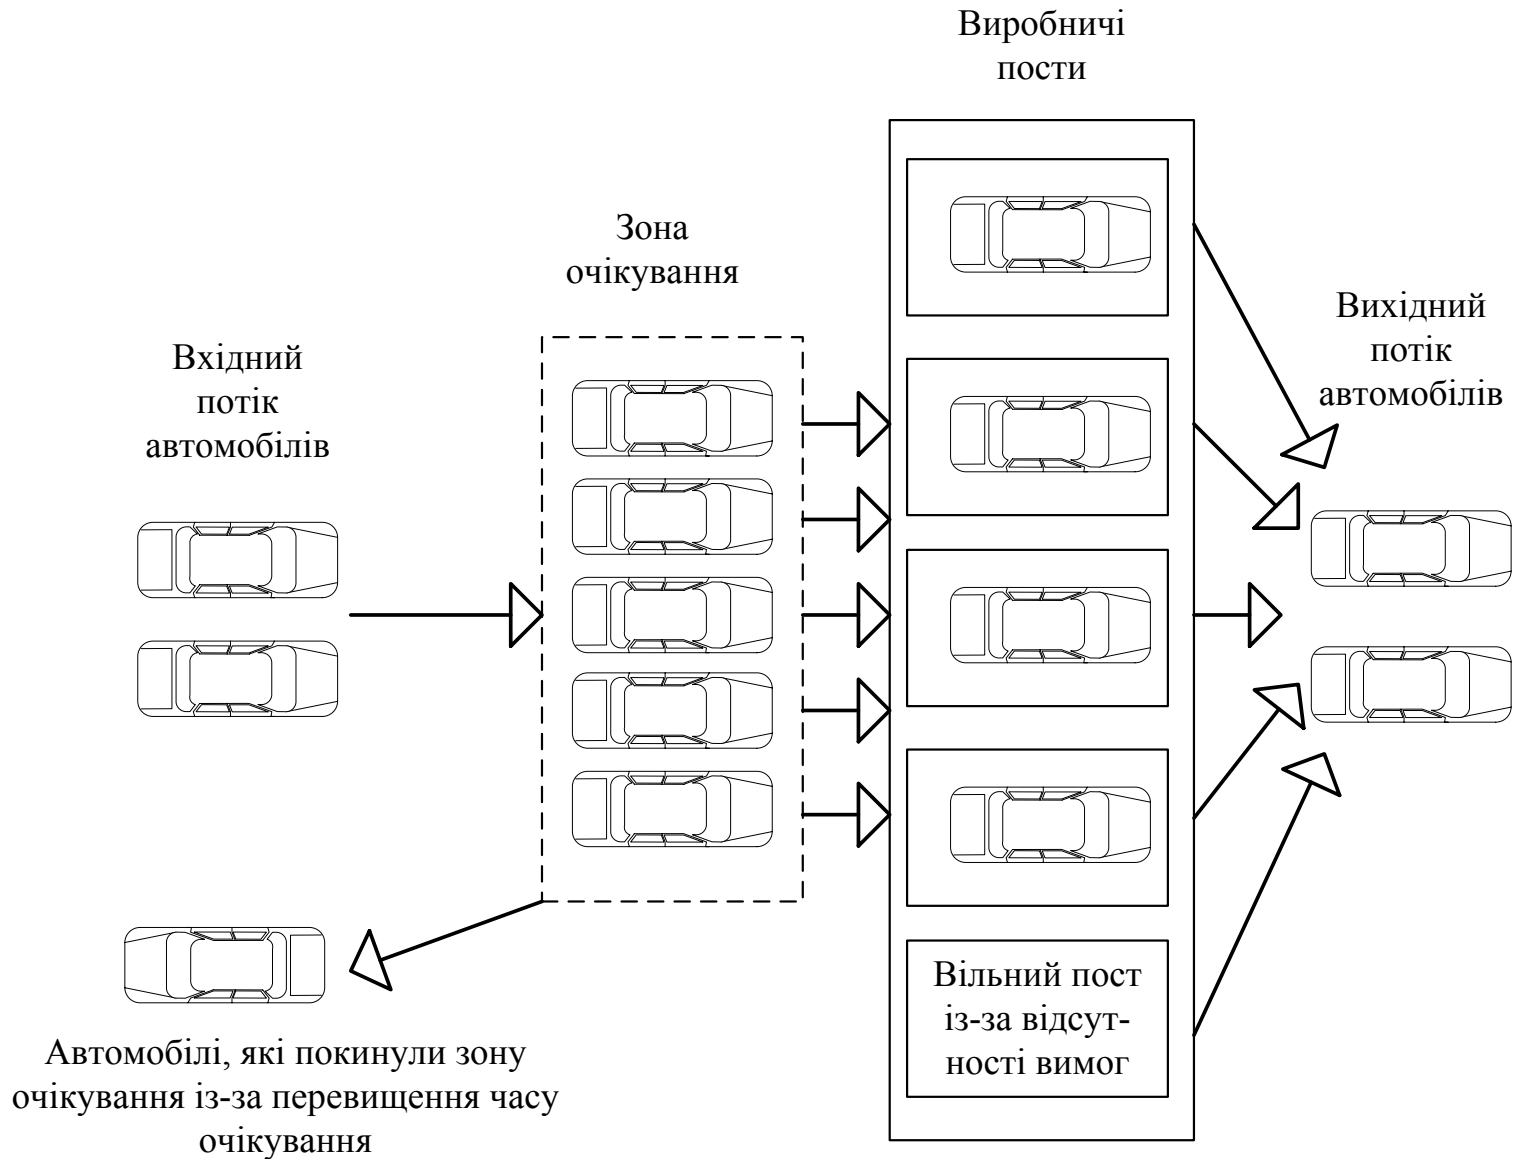 Виробничі
пости
Зона
очікування
Вихідний
потік
автомобілів
Вхідний
потік
автомобілів
Вільний пост
із-за відсут-
ності вимог
Автомобілі, які покинули зону
очікування із-за перевищення часу
очікування